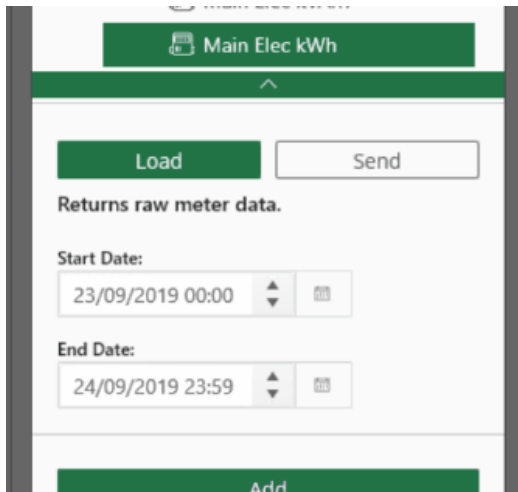 Main Elec kWh
Load
Send
Returns raw meter data.
Start Date:
23/09/2019 00:00
End Date:
24/09/2019 23:59
Add